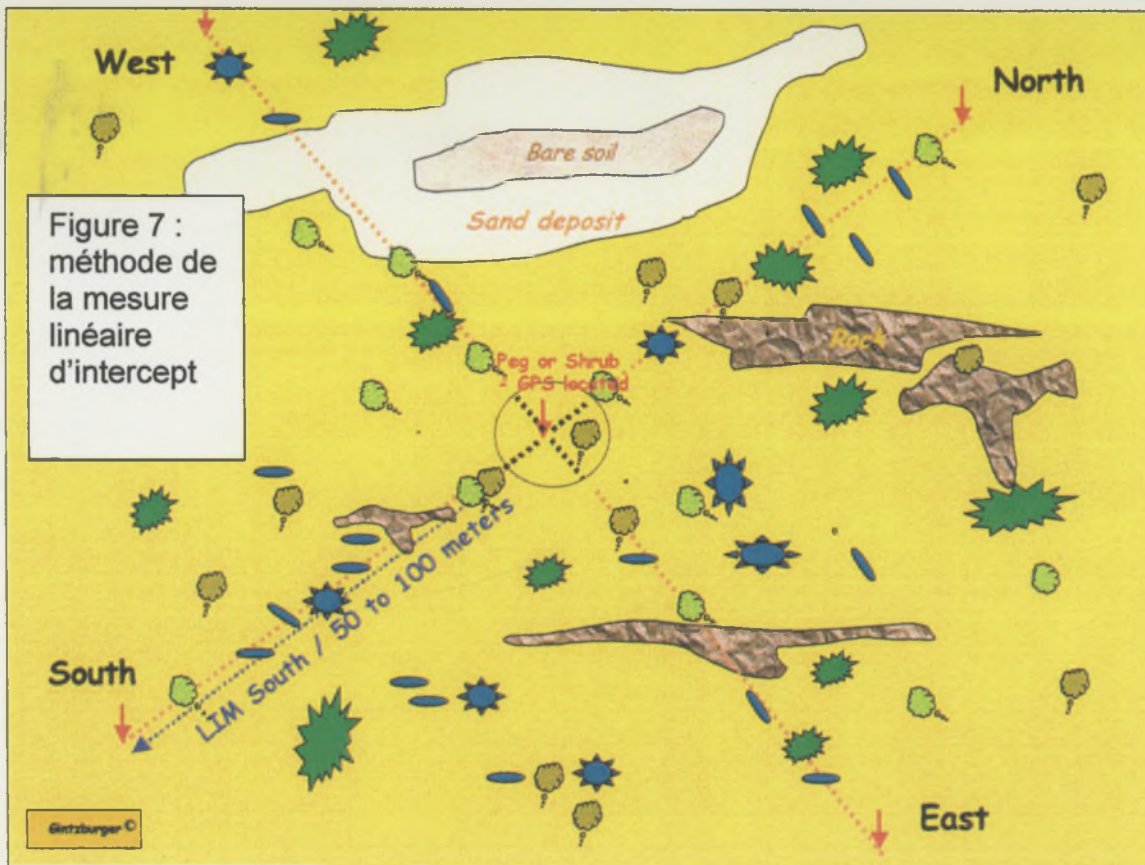 West
North
Bare soil
Sand deposit
Figure 7 :
méthode de
la mesure
linéaire
d'intercept
Rock
Peg or Shrub
GPS located
LIM South / 50 to 100 meters
South
East
Gintzburger ©